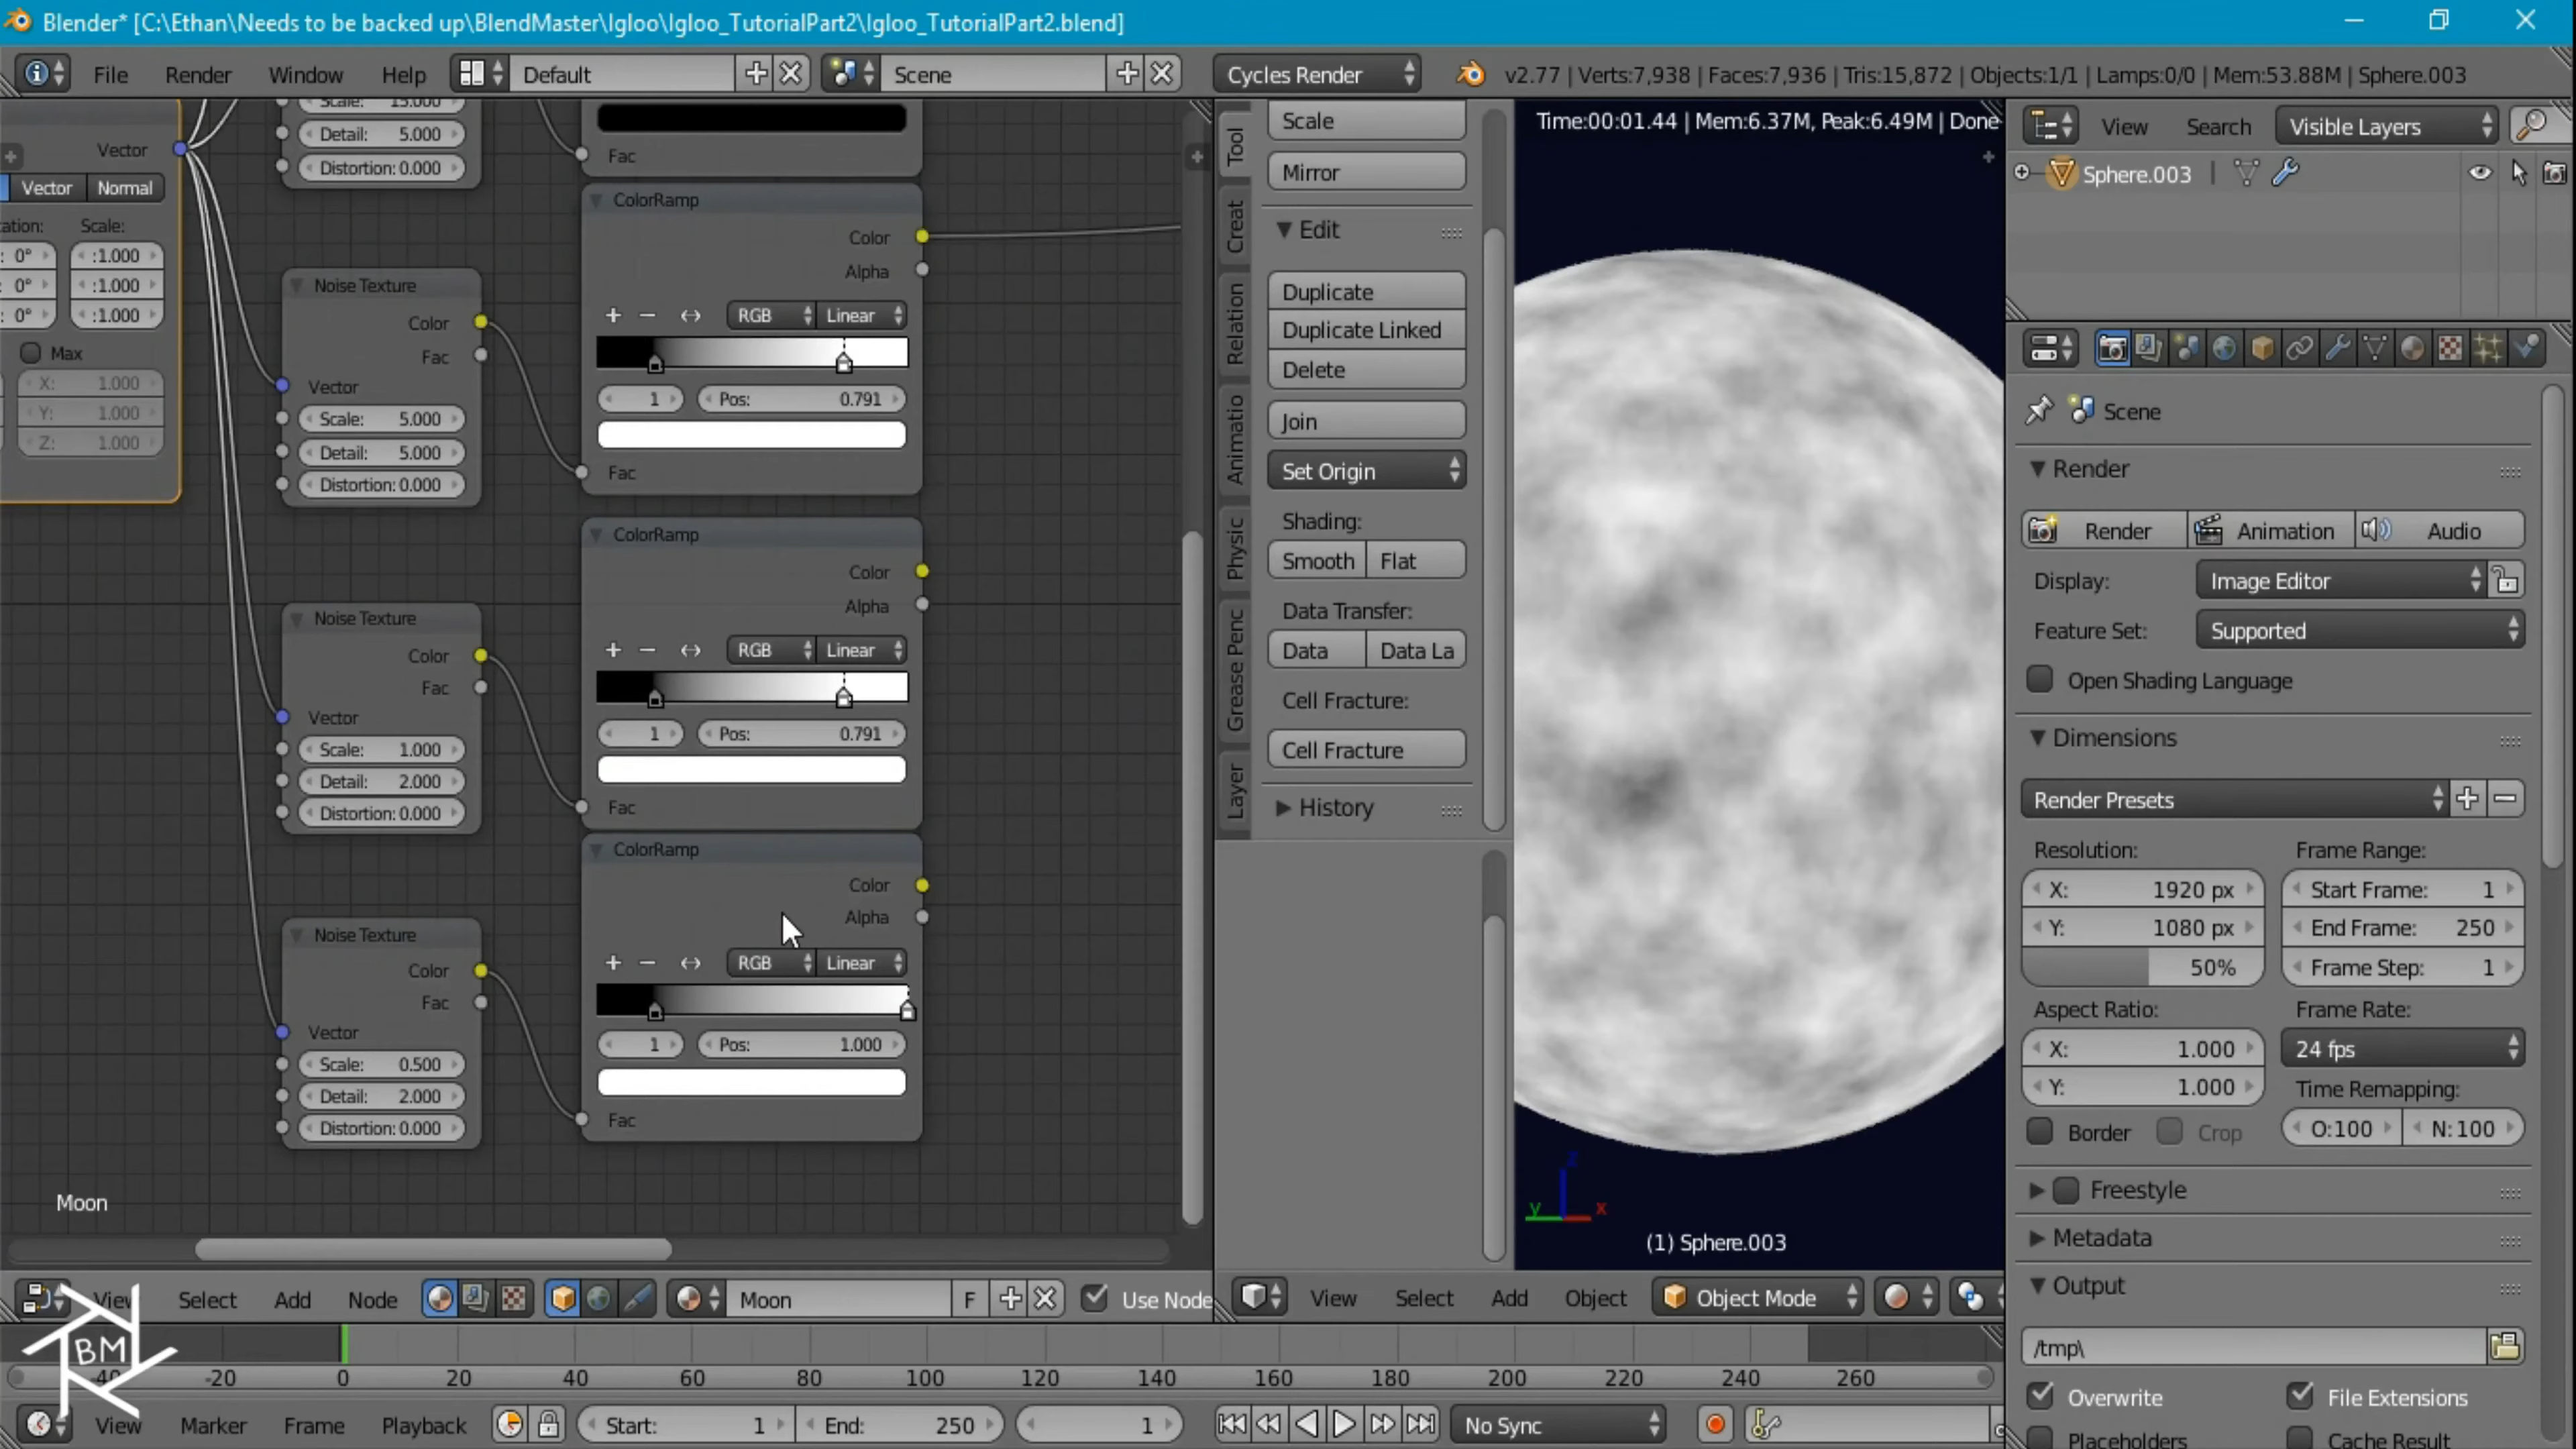 Blender* [C:\Ethan\Needs to be backed up\BlendMaster\Igloo\Igloo_TutorialPart2\Igloo_TutorialPart2.blend]
File Render Window Help Default Scene Cycles Render v2.77 | Verts:7,938 | Faces:7,936 | Tris:15,872 | Objects:1/1 | Lamps:0/0 | Mem:53.88M | Sphere.003
Vector
Vector Normal
ation: Scale:
: 0° :1.000
: 0° :1.000
: 0° :1.000
Max
X: 1.000
Y: 1.000
Z: 1.000
Scale: 15.000
Detail: 5.000
Distortion: 0.000
Fac
ColorRamp
Color
Alpha
RGB Linear
1 Pos: 0.791
Fac
Noise Texture
Color
Fac
Vector
Scale: 5.000
Detail: 5.000
Distortion: 0.000
ColorRamp
Color
Alpha
RGB Linear
1 Pos: 0.791
Fac
Noise Texture
Color
Fac
Vector
Scale: 1.000
Detail: 2.000
Distortion: 0.000
ColorRamp
Color
Alpha
RGB Linear
1 Pos: 1.000
Fac
Noise Texture
Color
Fac
Vector
Scale: 0.500
Detail: 2.000
Distortion: 0.000
Moon
View Select Add Node Moon F Use Node
Tool
Creat
Relation
Animatio
Physic
Grease Penc
Layer
Scale
Mirror
Edit
Duplicate
Duplicate Linked
Delete
Join
Set Origin
Shading:
Smooth Flat
Data Transfer:
Data Data La
Cell Fracture:
Cell Fracture
History
Time:00:01.44 | Mem:6.37M, Peak:6.49M | Done
z
y x
(1) Sphere.003
View Select Add Object Object Mode
View Search Visible Layers
Sphere.003
Scene
Render
Render Animation Audio
Display: Image Editor
Feature Set: Supported
Open Shading Language
Dimensions
Render Presets
Resolution: Frame Range:
X: 1920 px Start Frame: 1
Y: 1080 px End Frame: 250
50% Frame Step: 1
Aspect Ratio: Frame Rate:
X: 1.000 24 fps
Y: 1.000 Time Remapping:
Border Crop O:100 N:100
Freestyle
Metadata
Output
/tmp\
Overwrite File Extensions
Placeholders Cache Result
BM
-40 -20 0 20 40 60 80 100 120 140 160 180 200 220 240 260
View Marker Frame Playback Start: 1 End: 250 1 No Sync